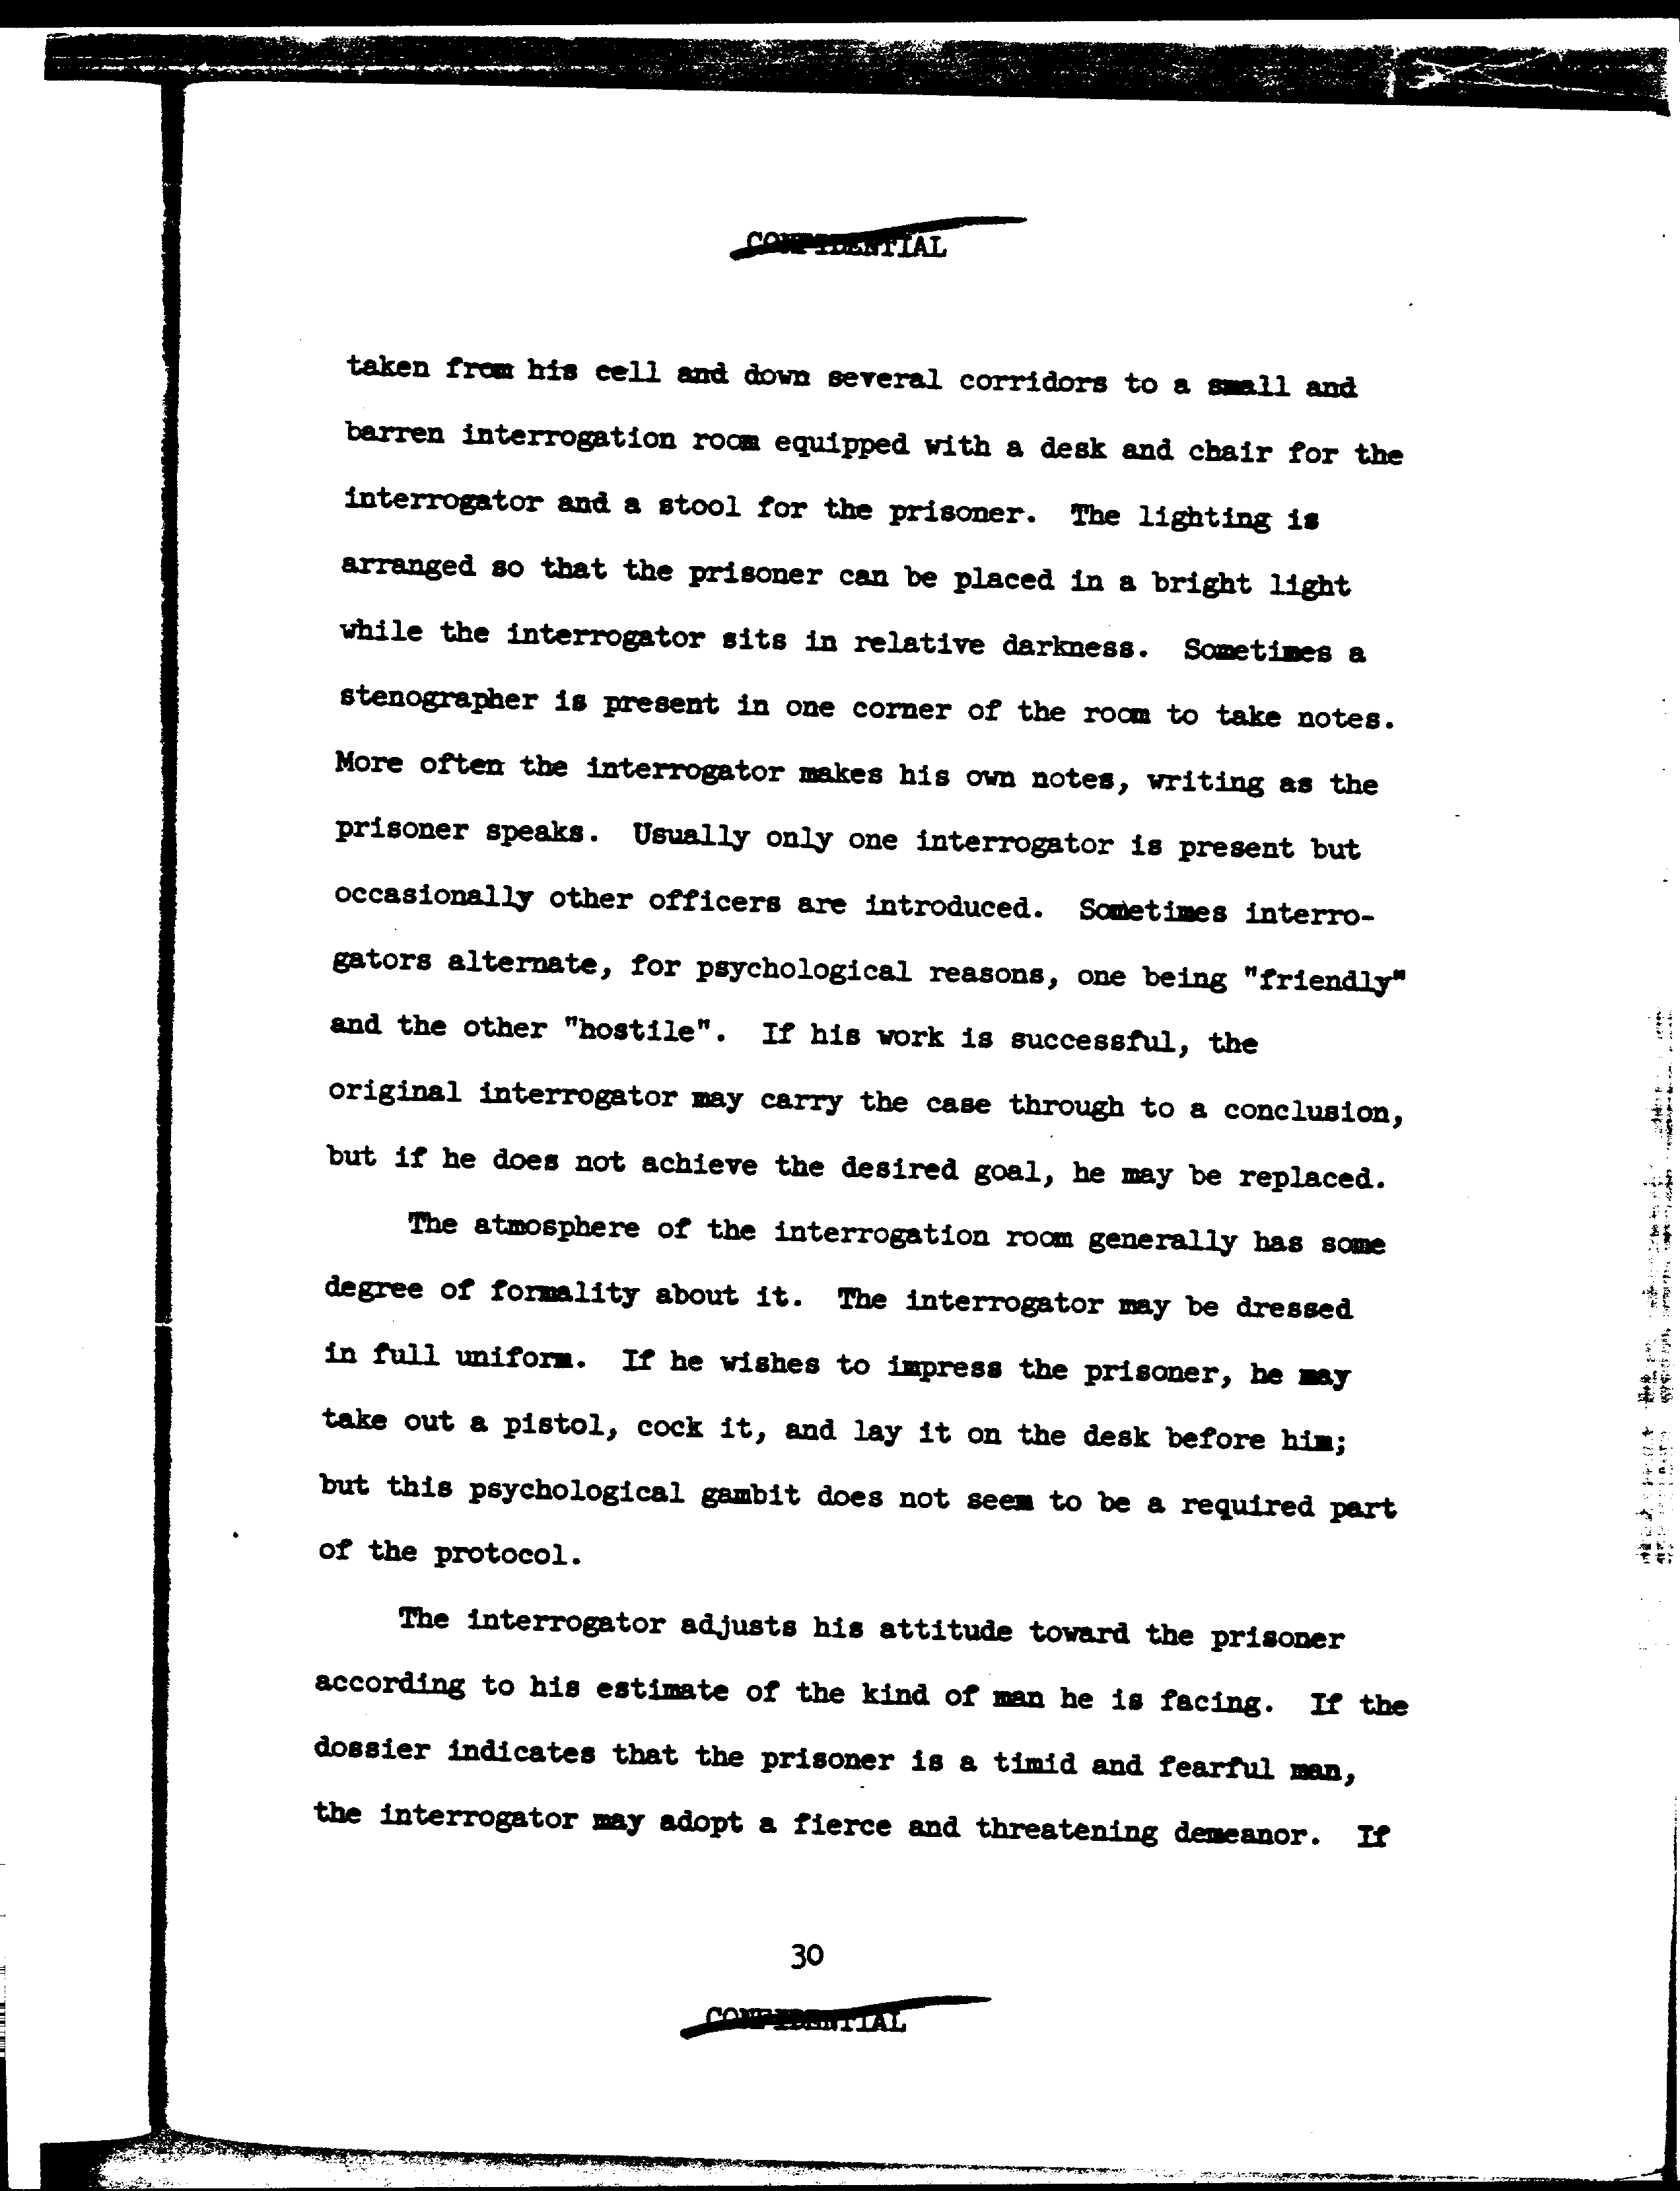 CONFIDENTIAL
taken from his cell and down several corridors to a small and
barren interrogation room equipped with a desk and chair for the
interrogator and a stool for the prisoner. The lighting is
arranged so that the prisoner can be placed in a bright light
while the interrogator sits in relative darkness. Sometimes a
stenographer is present in one corner of the room to take notes.
More often the interrogator makes his own notes, writing as the
prisoner speaks. Usually only one interrogator is present but
occasionally other officers are introduced. Sometimes interro-
gators alternate, for psychological reasons, one being "friendly"
and the other "hostile". If his work is successful, the
original interrogator may carry the case through to a conclusion,
but if he does not achieve the desired goal, he may be replaced.
The atmosphere of the interrogation room generally has some
degree of formality about it. The interrogator may be dressed
in full uniform. If he wishes to impress the prisoner, he may
take out a pistol, cock it, and lay it on the desk before him;
but this psychological gambit does not seem to be a required part
of the protocol.
The interrogator adjusts his attitude toward the prisoner
according to his estimate of the kind of man he is facing. If the
dossier indicates that the prisoner is a timid and fearful man,
the interrogator may adopt a fierce and threatening demeanor. If
30
CONFIDENTIAL